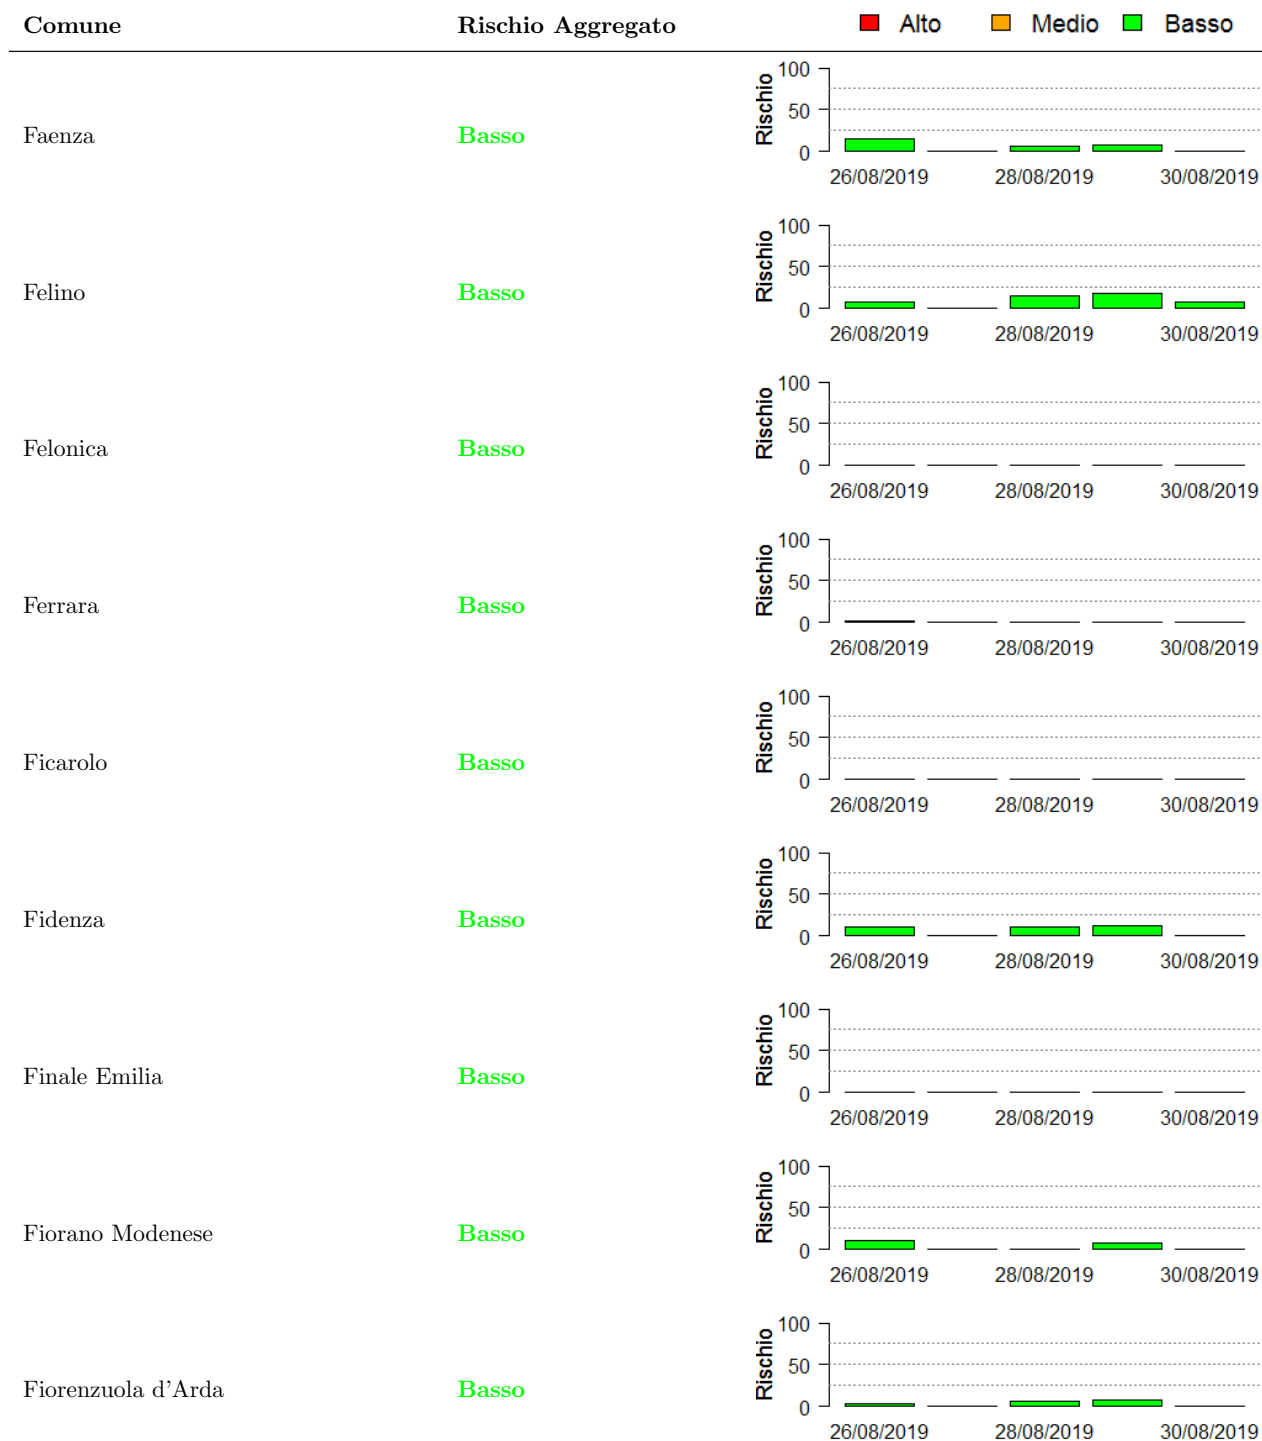 Comune Rischio Aggregato Alto Medio Basso
Faenza Basso
Rischio
100
50
0
26/08/2019 28/08/2019 30/08/2019
Felino Basso
Rischio
100
50
0
26/08/2019 28/08/2019 30/08/2019
Felonica Basso
Rischio
100
50
0
26/08/2019 28/08/2019 30/08/2019
Ferrara Basso
Rischio
100
50
0
26/08/2019 28/08/2019 30/08/2019
Ficarolo Basso
Rischio
100
50
0
26/08/2019 28/08/2019 30/08/2019
Fidenza Basso
Rischio
100
50
0
26/08/2019 28/08/2019 30/08/2019
Finale Emilia Basso
Rischio
100
50
0
26/08/2019 28/08/2019 30/08/2019
Fiorano Modenese Basso
Rischio
100
50
0
26/08/2019 28/08/2019 30/08/2019
Fiorenzuola d'Arda Basso
Rischio
100
50
0
26/08/2019 28/08/2019 30/08/2019